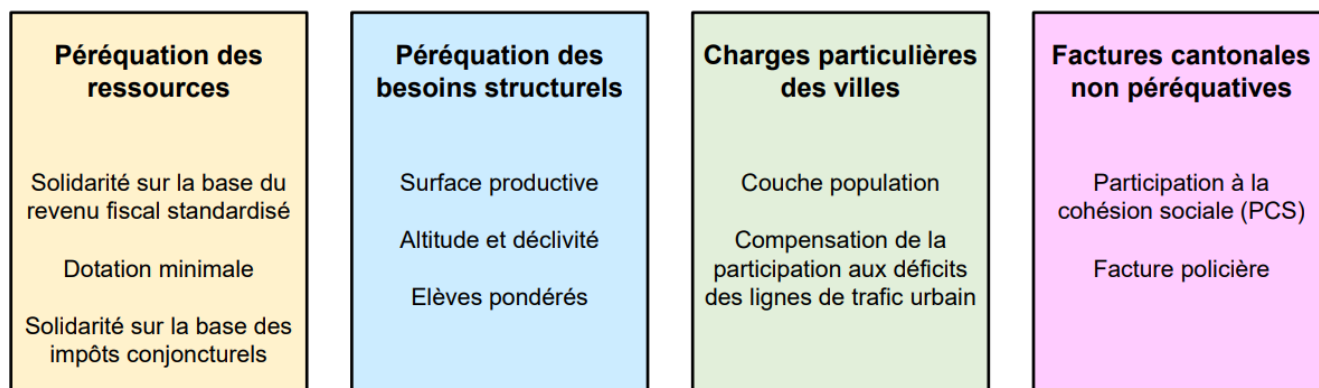 Péréquation des
ressources
Solidarité sur la base du
revenu fiscal standardisé
Dotation minimale
Solidarité sur la base des
impôts conjoncturels
Péréquation des
besoins structurels
Surface productive
Altitude et déclivité
Elèves pondérés
Charges particulières
des villes
Couche population
Compensation de la
participation aux déficits
des lignes de trafic urbain
Factures cantonales
non péréquatives
Participation à la
cohésion sociale (PCS)
Facture policière